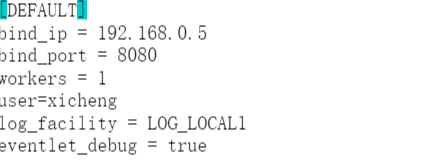 [DEFAULT]
bind_ip = 192.168.0.5
bind_port = 8080
workers = 1
user=xicheng
log_facility = LOG_LOCAL1
eventlet_debug = true